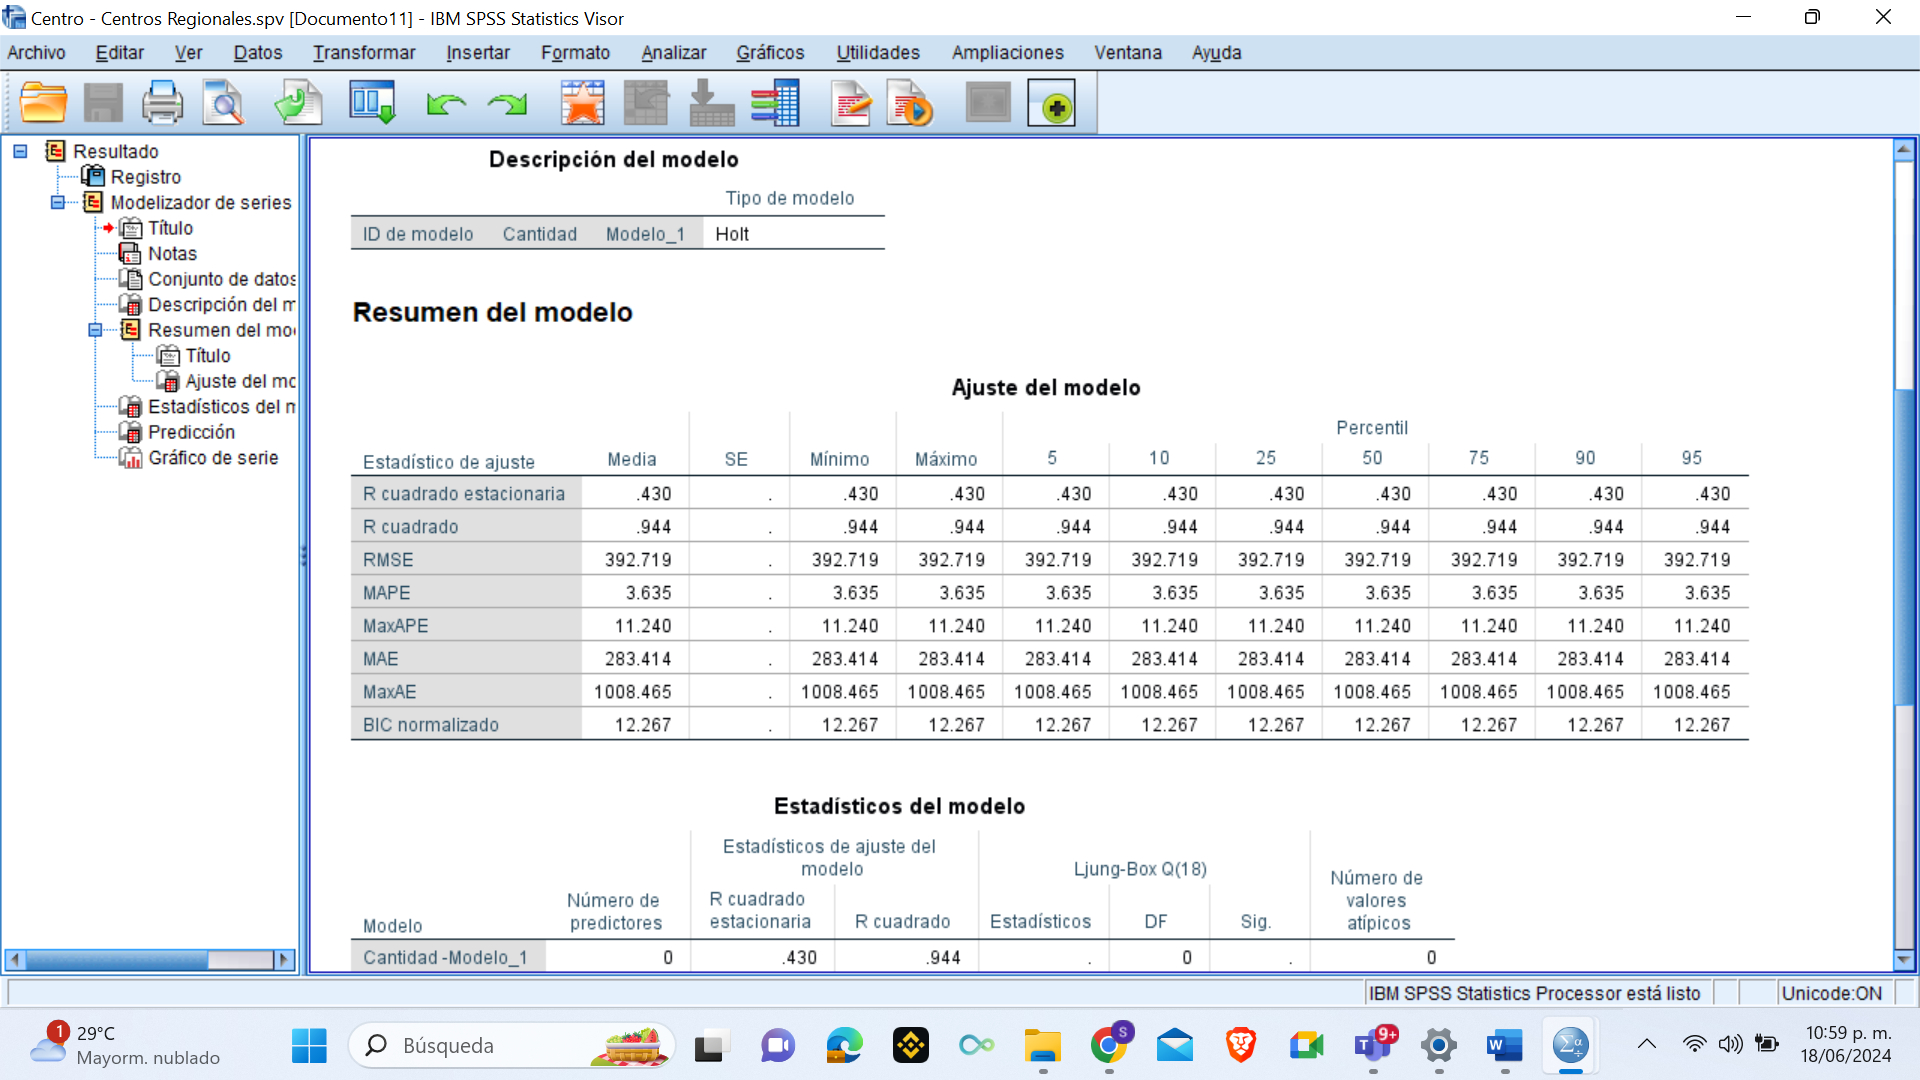 Centro - Centros Regionales.spv [Documento11] - IBM SPSS Statistics Visor
Archivo Editar Ver Datos Transformar Insertar Formato Analizar Gráficos Utilidades Ampliaciones Ventana Ayuda
Resultado
Registro
Modelizador de series
Título
Notas
Conjunto de datos
Descripción del m
Resumen del mo
Título
Ajuste del mo
Estadísticos del m
Predicción
Gráfico de serie
Descripción del modelo
Tipo de modelo
ID de modelo Cantidad Modelo_1 Holt
Resumen del modelo
Ajuste del modelo
Percentil
Estadístico de ajuste Media SE Mínimo Máximo 5 10 25 50 75 90 95
R cuadrado estacionaria .430 . .430 .430 .430 .430 .430 .430 .430 .430 .430
R cuadrado .944 . .944 .944 .944 .944 .944 .944 .944 .944 .944
RMSE 392.719 . 392.719 392.719 392.719 392.719 392.719 392.719 392.719 392.719 392.719
MAPE 3.635 . 3.635 3.635 3.635 3.635 3.635 3.635 3.635 3.635 3.635
MaxAPE 11.240 . 11.240 11.240 11.240 11.240 11.240 11.240 11.240 11.240 11.240
MAE 283.414 . 283.414 283.414 283.414 283.414 283.414 283.414 283.414 283.414 283.414
MaxAE 1008.465 . 1008.465 1008.465 1008.465 1008.465 1008.465 1008.465 1008.465 1008.465 1008.465
BIC normalizado 12.267 . 12.267 12.267 12.267 12.267 12.267 12.267 12.267 12.267 12.267
Estadísticos del modelo
Estadísticos de ajuste del
modelo
Ljung-Box Q(18)
Modelo
Número de
predictores
R cuadrado
estacionaria
R cuadrado
Estadísticos DF Sig.
Número de
valores
atípicos
Cantidad -Modelo_1 0 .430 .944 . 0 . 0
IBM SPSS Statistics Processor está listo Unicode:ON
1
29°C
Mayorm. nublado
Búsqueda
S
9+
10:59 p. m.
18/06/2024